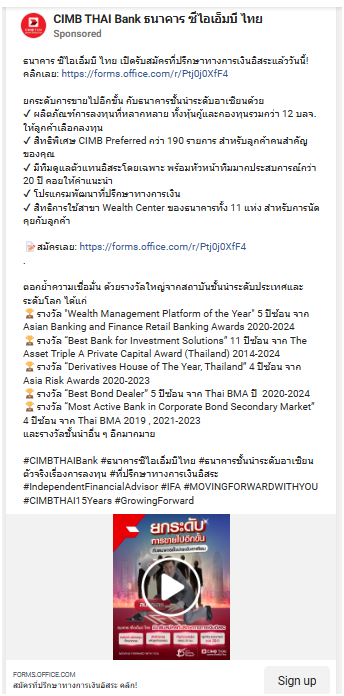 CIMB THAI Bank ธนาคาร ซีไอเอ็มบี ไทย
Sponsored
ธนาคาร ซีไอเอ็มบี ไทย เปิดรับสมัครที่ปรึกษาทางการเงินอิสระแล้ววันนี้!
คลิกเลย: https://forms.office.com/r/Ptj0j0XfF4
ยกระดับการขายไปอีกขั้น กับธนาคารชั้นนำระดับอาเซียนด้วย
✓ ผลิตภัณฑ์การลงทุนที่หลากหลาย ทั้งหุ้นกู้และกองทุนรวมกว่า 12 บลจ.
ให้ลูกค้าเลือกลงทุน
✓ สิทธิพิเศษ CIMB Preferred กว่า 190 รายการ สำหรับลูกค้าคนสำคัญ
ของคุณ
✓ มีทีมดูแลตัวแทนอิสระโดยเฉพาะ พร้อมหัวหน้าทีมมากประสบการณ์กว่า
20 ปี คอยให้คำแนะนำ
✓ โปรแกรมพัฒนาที่ปรึกษาทางการเงิน
✓ สิทธิการใช้สาขา Wealth Center ของธนาคารทั้ง 11 แห่ง สำหรับการนัด
คุยกับลูกค้า
📝สมัครเลย: https://forms.office.com/r/Ptj0j0XfF4
.
ตอกย้ำความเชื่อมั่น ด้วยรางวัลใหญ่จากสถาบันชั้นนำระดับประเทศและ
ระดับโลก ได้แก่
🏆รางวัล "Wealth Management Platform of the Year" 5 ปีซ้อน จาก
Asian Banking and Finance Retail Banking Awards 2020-2024
🏆รางวัล “Best Bank for Investment Solutions” 11 ปีซ้อน จาก The
Asset Triple A Private Capital Award (Thailand) 2014-2024
🏆รางวัล “Derivatives House of The Year, Thailand” 4 ปีซ้อน จาก
Asia Risk Awards 2020-2023
🏆รางวัล “Best Bond Dealer” 5 ปีซ้อน จาก Thai BMA ปี 2020-2024
🏆รางวัล “Most Active Bank in Corporate Bond Secondary Market”
4 ปีซ้อน จาก Thai BMA 2019 , 2021-2023
และรางวัลชั้นนำอื่น ๆ อีกมากมาย
#CIMBTHAIBank #ธนาคารซีไอเอ็มบีไทย #ธนาคารชั้นนำระดับอาเซียน
ตัวจริงเรื่องการลงทุน #ที่ปรึกษาทางการเงินอิสระ
#IndependentFinancialAdvisor #IFA #MOVINGFORWARDWITHYOU
#CIMBTHAI15Years #GrowingForward
ยกระดับ
การขายไปอีกขั้น
CIMB THAI
FORMS.OFFICE.COM
สมัครที่ปรึกษาทางการเงินอิสระ คลิก!
Sign up